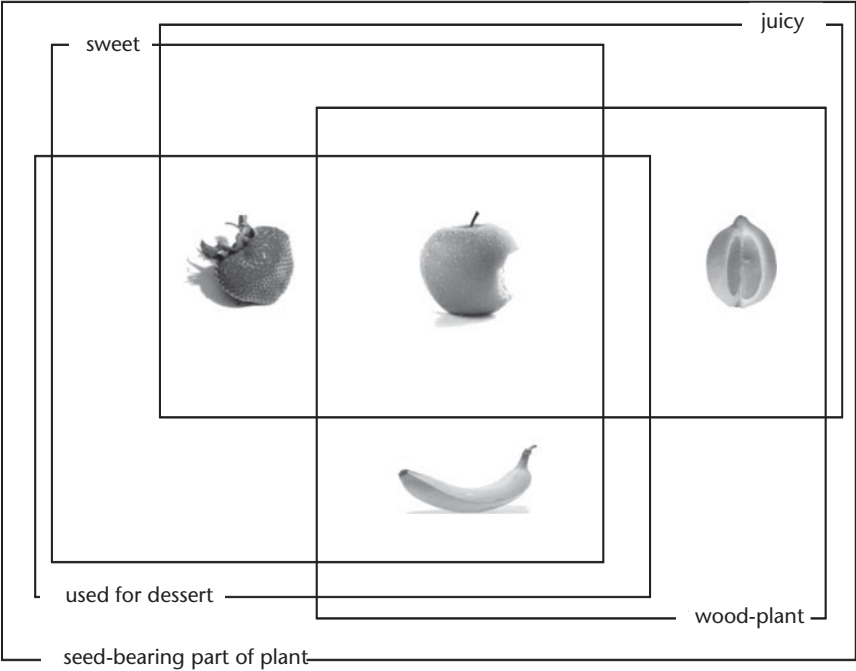 juicy
sweet
used for dessert
wood-plant
seed-bearing part of plant